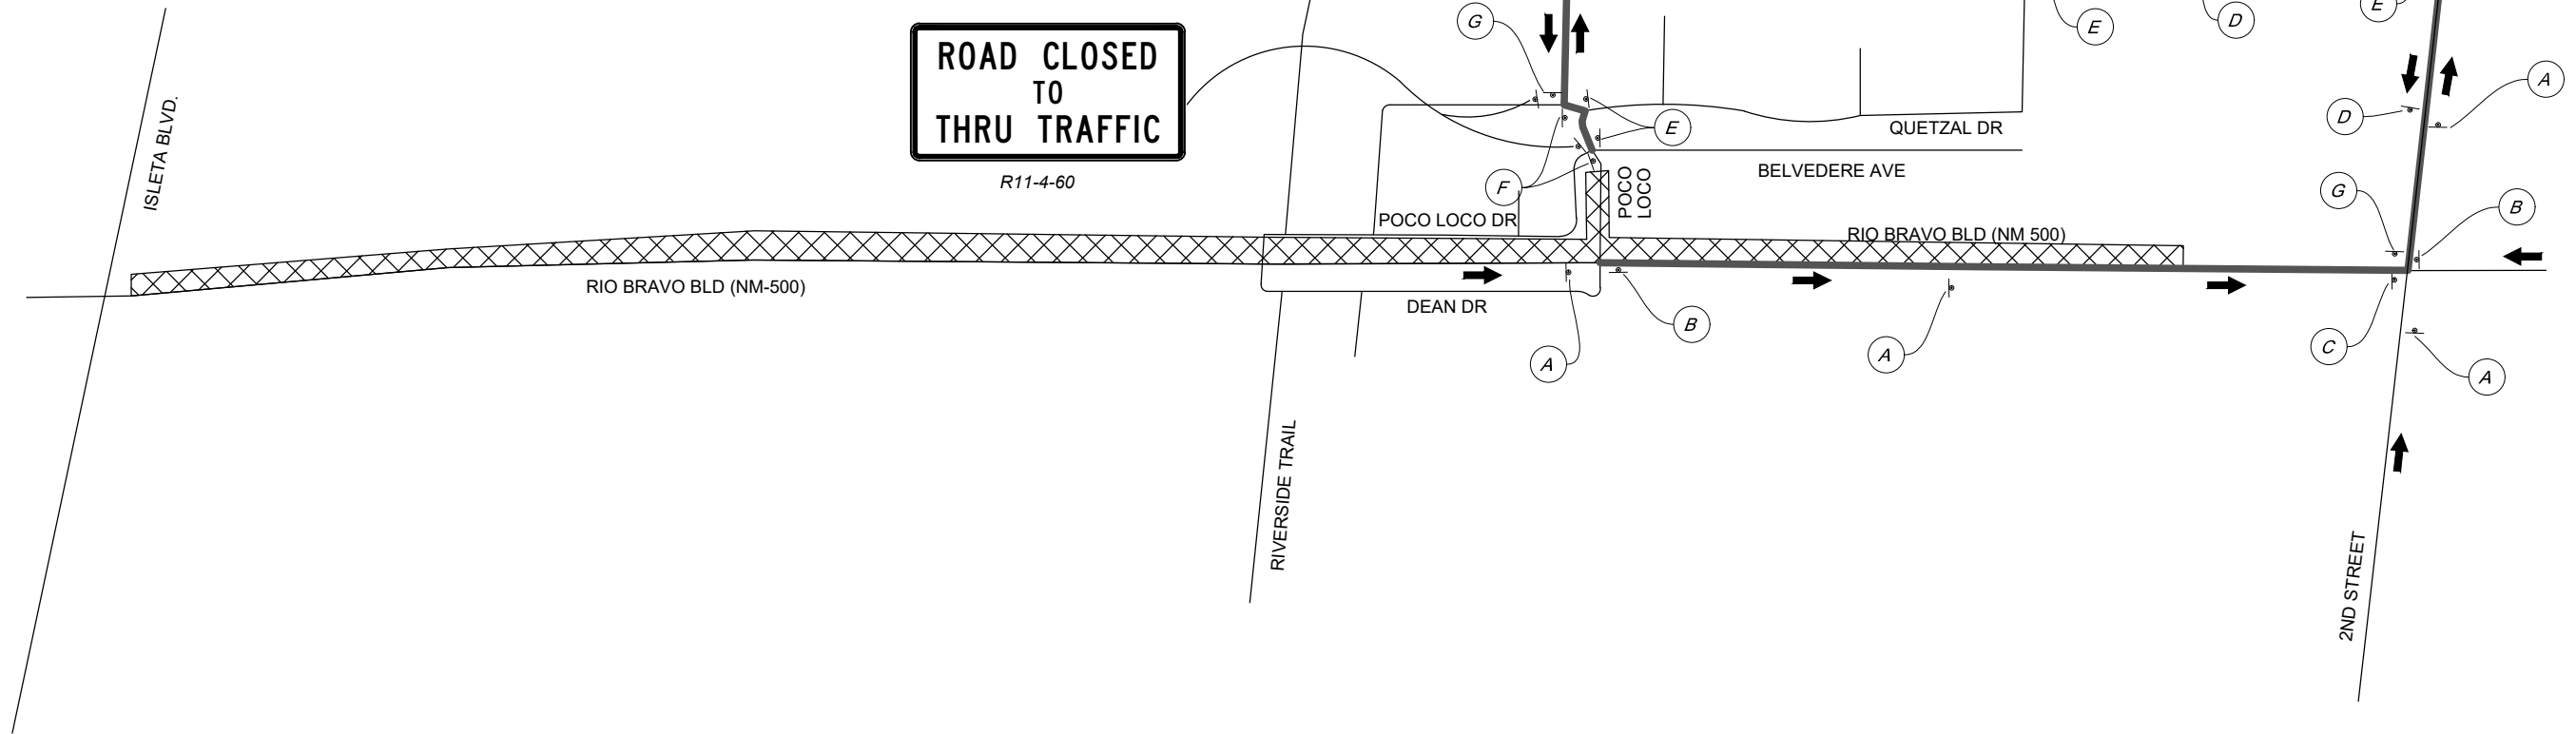 G
E
D
E
ROAD CLOSED
TO
THRU TRAFFIC
R11-4-60
ISLETA BLVD.
A
D
E
QUETZAL DR
BELVEDERE AVE
F
POCO
LOCO
POCO LOCO DR
G
B
RIO BRAVO BLD (NM 500)
RIO BRAVO BLD (NM-500)
DEAN DR
B
A
A
C
A
RIVERSIDE TRAIL
2ND STREET